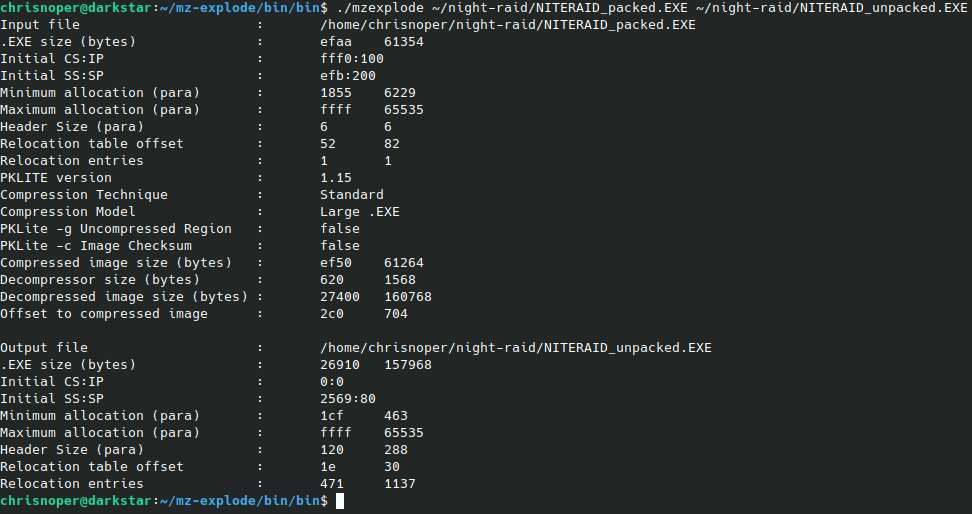 chrisnoper@darkstar:~/mz-explode/bin/bin$ ./mzexplode ~/night-raid/NITERAID_packed.EXE ~/night-raid/NITERAID_unpacked.EXE
Input file : /home/chrisnoper/night-raid/NITERAID_packed.EXE
.EXE size (bytes) : efaa 61354
Initial CS:IP : fff0:100
Initial SS:SP : efb:200
Minimum allocation (para) : 1855 6229
Maximum allocation (para) : ffff 65535
Header Size (para) : 6 6
Relocation table offset : 52 82
Relocation entries : 1 1
PKLITE version : 1.15
Compression Technique : Standard
Compression Model : Large .EXE
PKLite -g Uncompressed Region : false
PKLite -c Image Checksum : false
Compressed image size (bytes) : ef50 61264
Decompressor size (bytes) : 620 1568
Decompressed image size (bytes) : 27400 160768
Offset to compressed image : 2c0 704
Output file : /home/chrisnoper/night-raid/NITERAID_unpacked.EXE
.EXE size (bytes) : 26910 157968
Initial CS:IP : 0:0
Initial SS:SP : 2569:80
Minimum allocation (para) : 1cf 463
Maximum allocation (para) : ffff 65535
Header Size (para) : 120 288
Relocation table offset : 1e 30
Relocation entries : 471 1137
chrisnoper@darkstar:~/mz-explode/bin/bin$